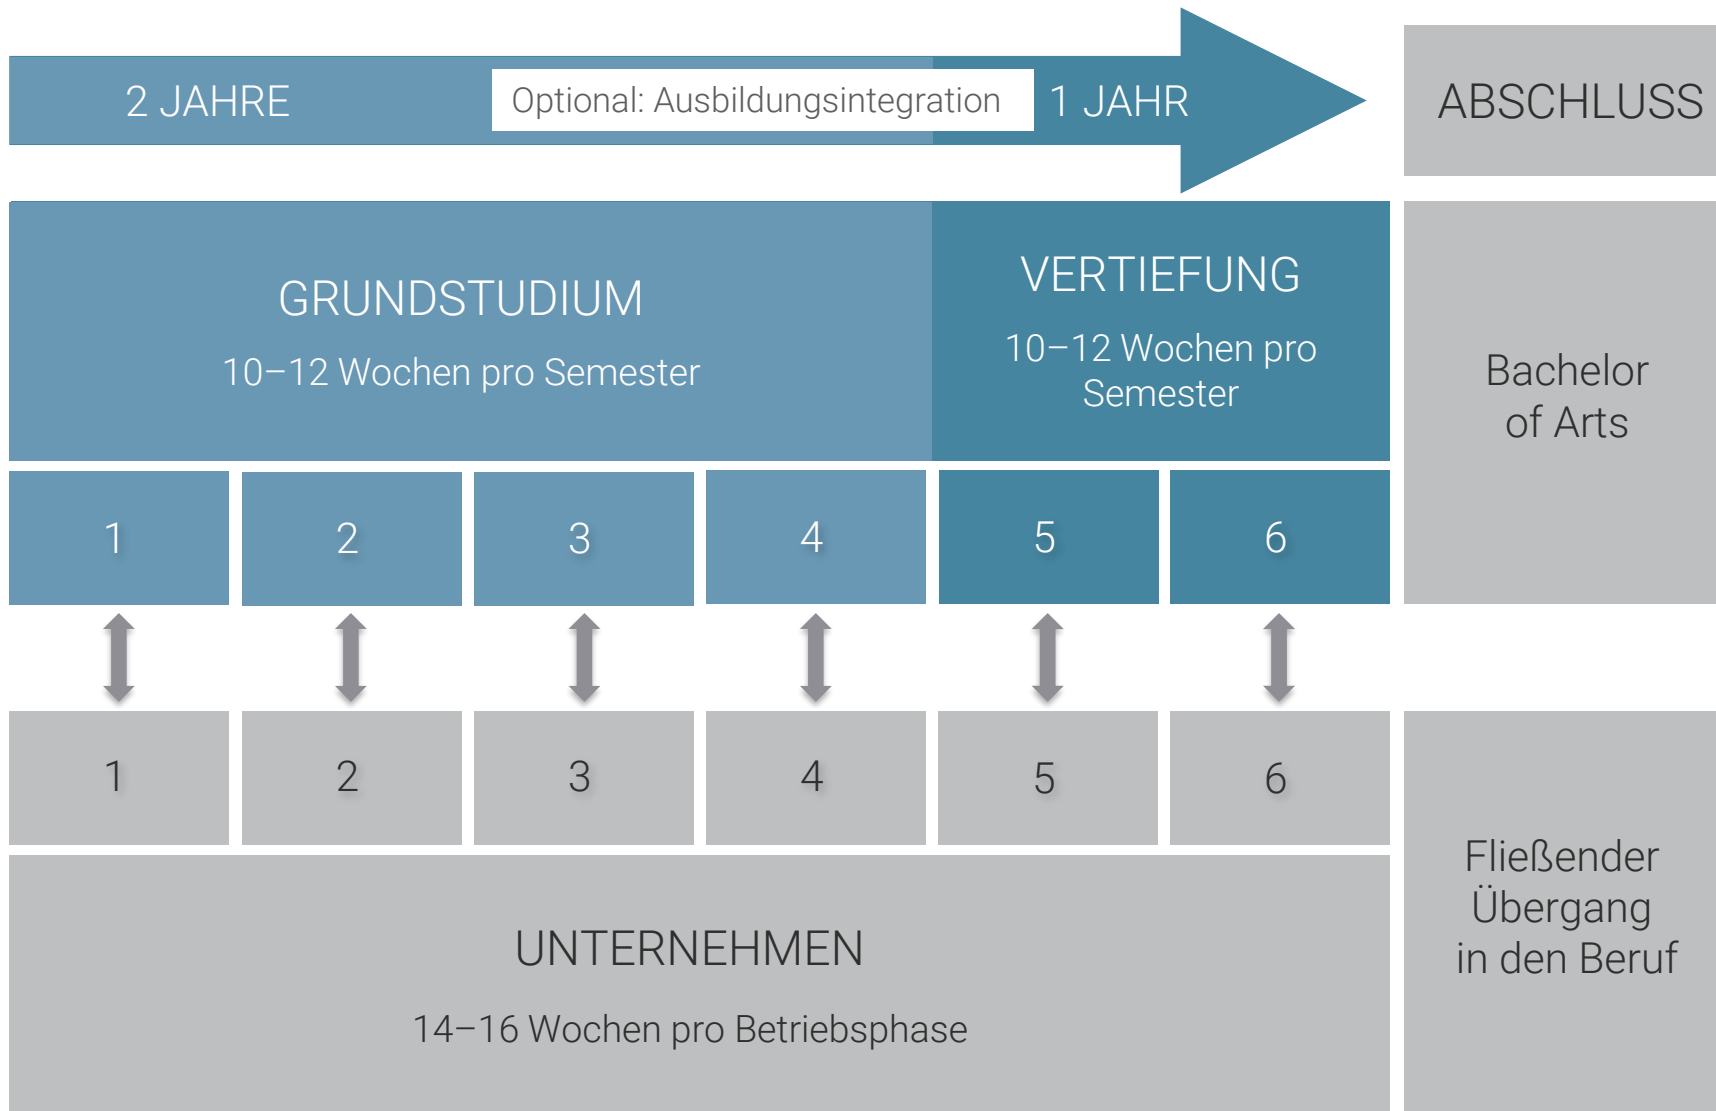 2 JAHRE
Optional: Ausbildungsintegration
1 JAHR
ABSCHLUSS
GRUNDSTUDIUM
10–12 Wochen pro Semester
VERTIEFUNG
10–12 Wochen pro
Semester
Bachelor
of Arts
1
2
3
4
5
6
1
2
3
4
5
6
UNTERNEHMEN
14–16 Wochen pro Betriebsphase
Fließender
Übergang
in den Beruf